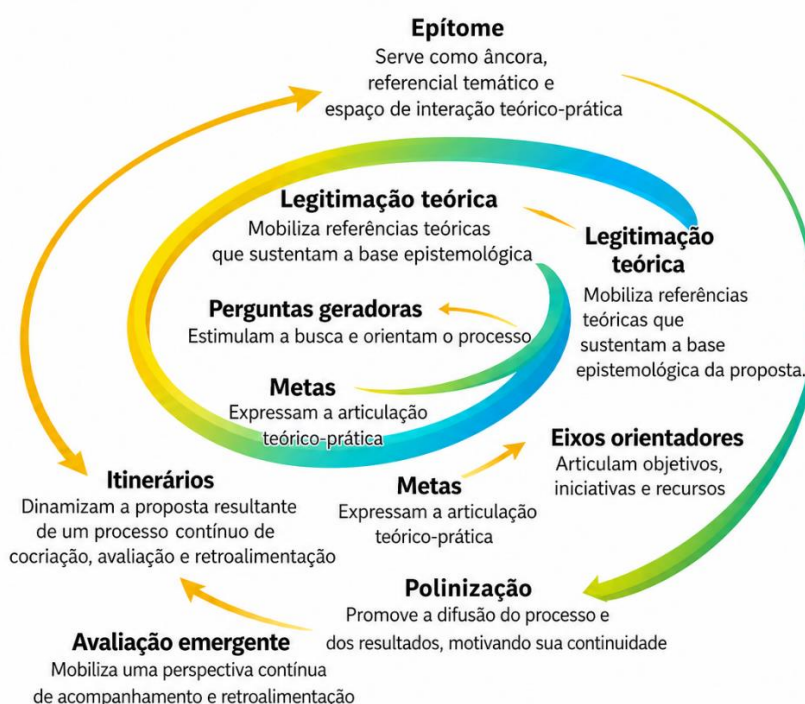 Epítome
Serve como âncora,
referencial temático e
espaço de interação teórico-prática
Legitimação teórica
Mobiliza referências teóricas
que sustentam a base epistemológica
Legitimação
teórica
Mobiliza referências
teóricas que
sustentam a base
epistemológica da proposta.
Perguntas geradoras
Estimulam a busca e orientam o processo
Metas
Expressam a articulação
teórico-prática
Eixos orientadores
Articulam objetivos,
iniciativas e recursos
Itinerários
Dinamizam a proposta resultante
de um processo contínuo de
cocriação, avaliação e retroalimentação
Metas
Expressam a articulação
teórico-prática
Polinização
Promove a difusão do processo e
dos resultados, motivando sua continuidade
Avaliação emergente
Mobiliza uma perspectiva contínua
de acompanhamento e retroalimentação